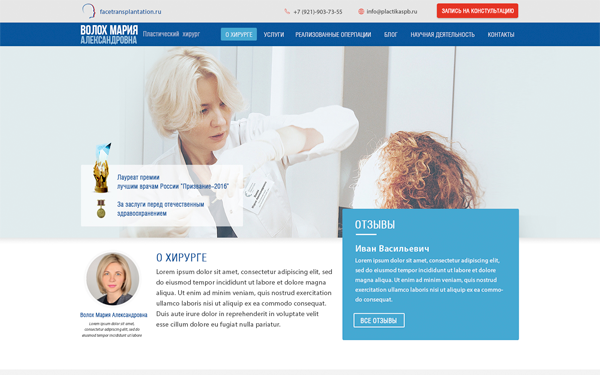 facetransplantation.ru
+7 (921)-903-73-55
info@plactikaspb.ru
ЗАПИСЬ НА КОНСТУЛЬТАЦИЮ
ВОЛОХ МАРИЯ
АЛЕКСАНДРОВНА
Пластический хирург
О ХИРУРГЕ
УСЛУГИ
РЕАЛИЗОВАННЫЕ ОПЕРПАЦИИ
БЛОГ
НАУЧНАЯ ДЕЯТЕЛЬНОСТЬ
КОНТАКТЫ
Лауреат премии
лучшим врачам России "Призвание-2016"
За заслуги перед отечественным
здравоохранением
О ХИРУРГЕ
Lorem ipsum dolor sit amet, consectetur adipisicing elit, sed
do eiusmod tempor incididunt ut labore et dolore magna
aliqua. Ut enim ad minim veniam, quis nostrud exercitation
ullamco laboris nisi ut aliquip ex ea commodo consequat.
Duis aute irure dolor in reprehenderit in voluptate velit
esse cillum dolore eu fugiat nulla pariatur.
Волох Мария Александровна
Lorem ipsum dolor sit amet,
consectetur adipisicing elit, sed do
eiusmod tempor incididunt ut labore
ОТЗЫВЫ
Иван Васильевич
Lorem ipsum dolor sit amet, consectetur adipisicing elit, sed
do eiusmod tempor incididunt ut labore et dolore magna
aliqua. Ut enim ad minim veniam, quis nostrud exercitation
ullamco laboris nisi ut aliquip ex ea commodo-
do consequat.
ВСЕ ОТЗЫВЫ